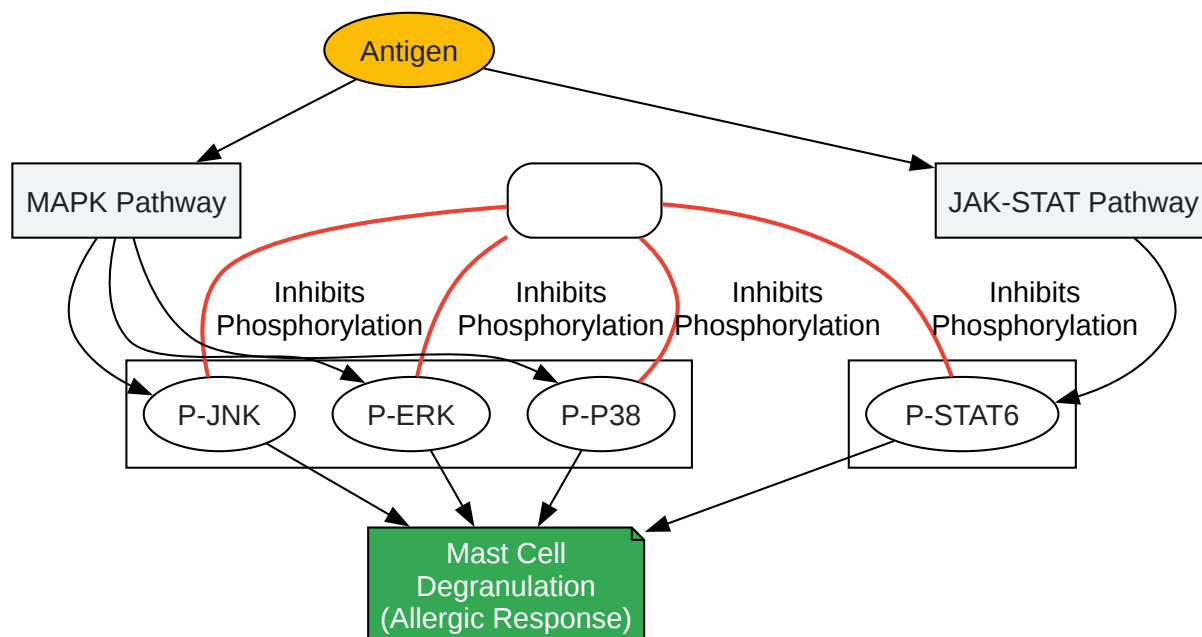 Antigen
MAPK Pathway
JAK-STAT Pathway
Inhibits
Phosphorylation
Inhibits
Phosphorylation
Inhibits
Phosphorylation
Inhibits
Phosphorylation
P-JNK
P-ERK
P-P38
P-STAT6
Mast Cell
Degranulation
(Allergic Response)